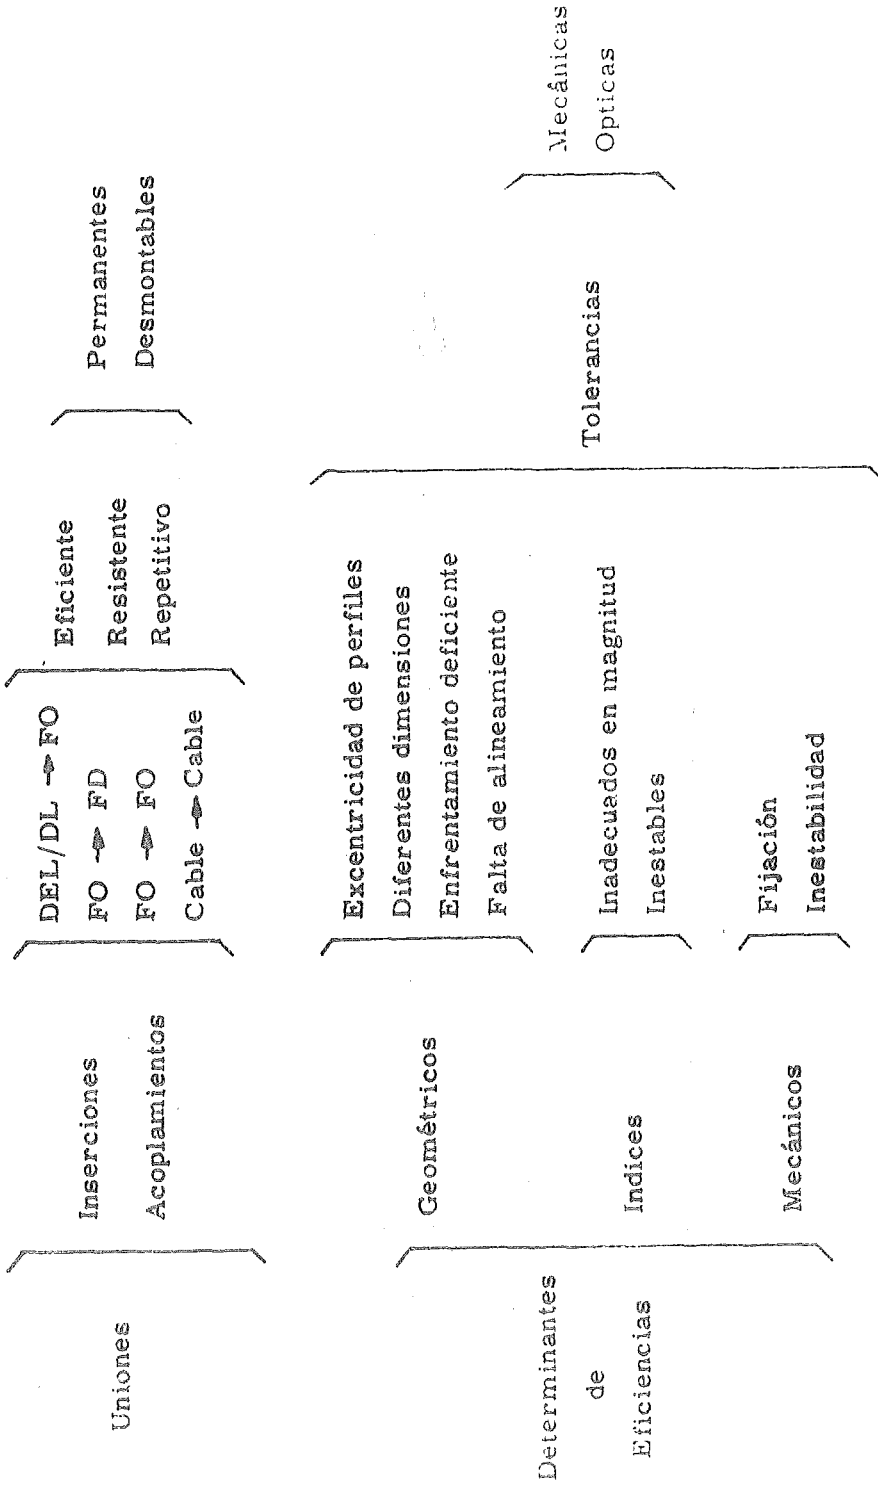 Uniones
Inserciones
Acoplamientos
DEL/DL → FO
FO → FD
FO → FO
Cable → Cable
Eficiente
Resistente
Repetitivo
Permanentes
Desmontables
Determinantes
de
Eficiencias
Geométricos
Excentricidad de perfiles
Diferentes dimensiones
Enfrentamiento deficiente
Falta de alineamiento
Indices
Inadecuados en magnitud
Inestables
Mecánicos
Fijación
Inestabilidad
Tolerancias
Mecánicas
Opticas